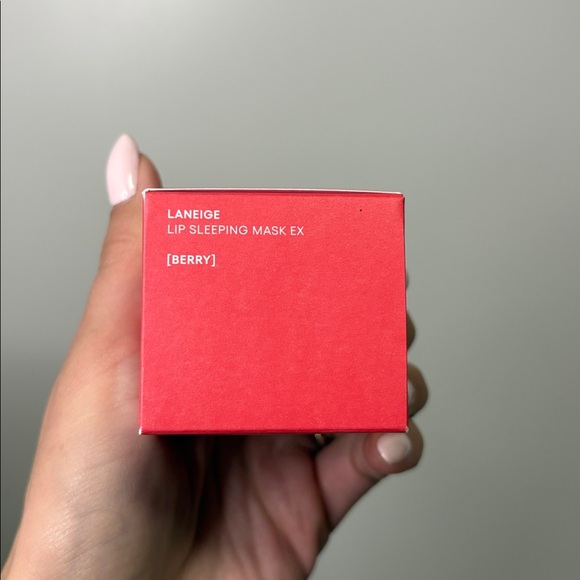 LANEIGE
LIP SLEEPING MASK EX
[BERRY]